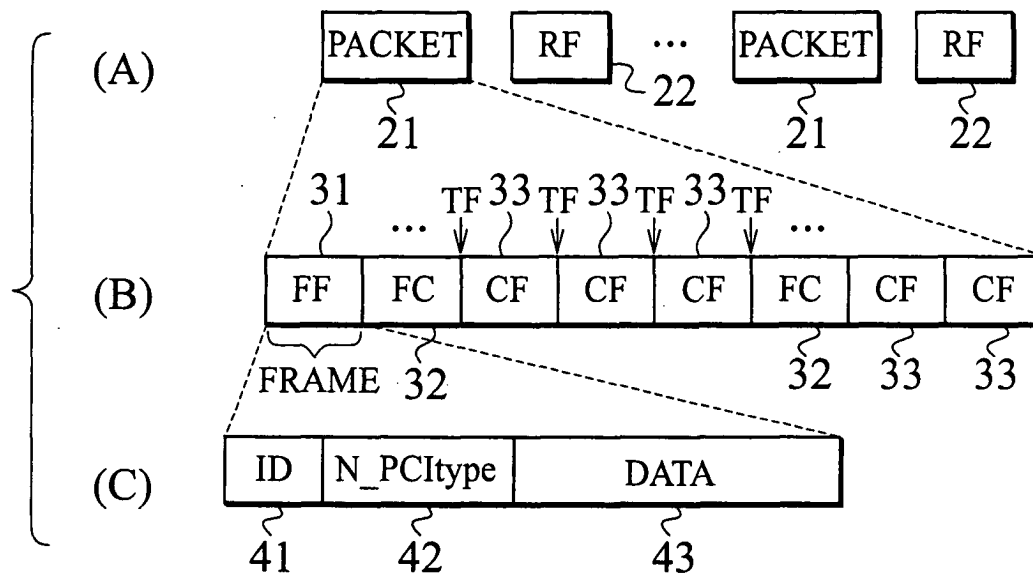 (A) PACKET RF ... PACKET RF
21 22 21 22
31 ... TF 33 TF 33 TF 33 TF ...
(B) FF FC CF CF CF FC CF CF
FRAME 32 32 33 33
(C) ID N_PCItype DATA
41 42 43